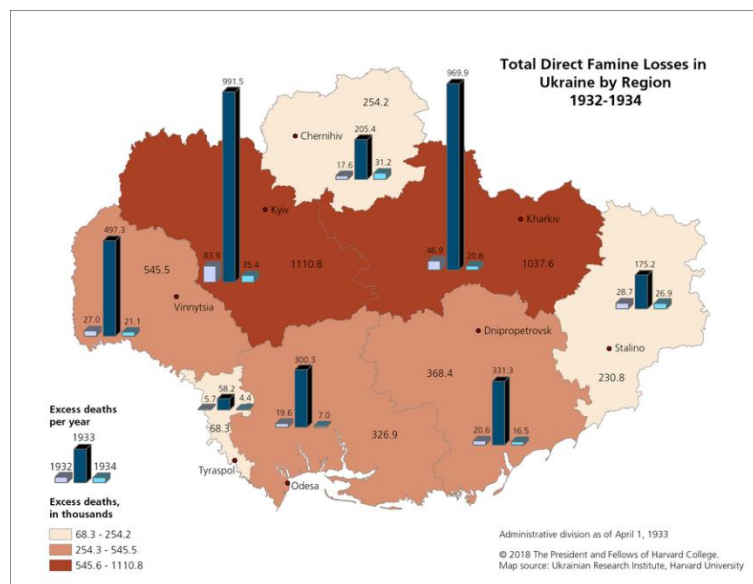 Total Direct Famine Losses in
Ukraine by Region
1932-1934
991.5
969.9
254.2
Chernihiv
205.4
17.6
31.2
Kyiv
Kharkiv
497.3
83.9
35.4
46.9
20.8
175.2
545.5
1110.8
1037.6
28.7
26.9
Vinnytsia
27.0
21.1
Dnipropetrovsk
Stalino
300.3
368.4
331.3
230.8
58.2
5.7
4.4
19.6
7.0
68.3
326.9
20.6
16.5
Tyraspol
Odesa
Excess deaths
per year
1933
1932
1934
Excess deaths,
in thousands
68.3 - 254.2
254.3 - 545.5
545.6 - 1110.8
Administrative division as of April 1, 1933
© 2018 The President and Fellows of Harvard College.
Map source: Ukrainian Research Institute, Harvard University